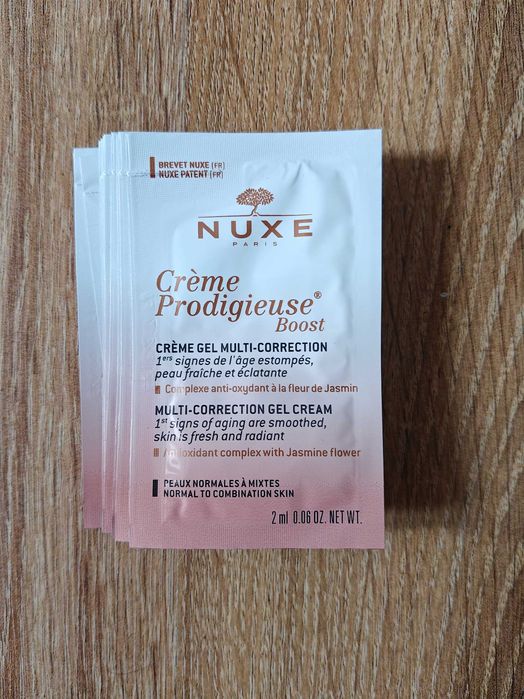 BREVET NUXE (FR)
NUXE PATENT (FR)
NUXE
PARIS
Crème
Prodigieuse®
Boost
CRÈME GEL MULTI-CORRECTION
1ers signes de l'âge estompés,
peau fraîche et éclatante
Complexe anti-oxydant à la fleur de Jasmin
MULTI-CORRECTION GEL CREAM
1st signs of aging are smoothed,
skin is fresh and radiant
Antioxidant complex with Jasmine flower
PEAUX NORMALES À MIXTES
NORMAL TO COMBINATION SKIN
2 ml 0.06 OZ. NET WT.